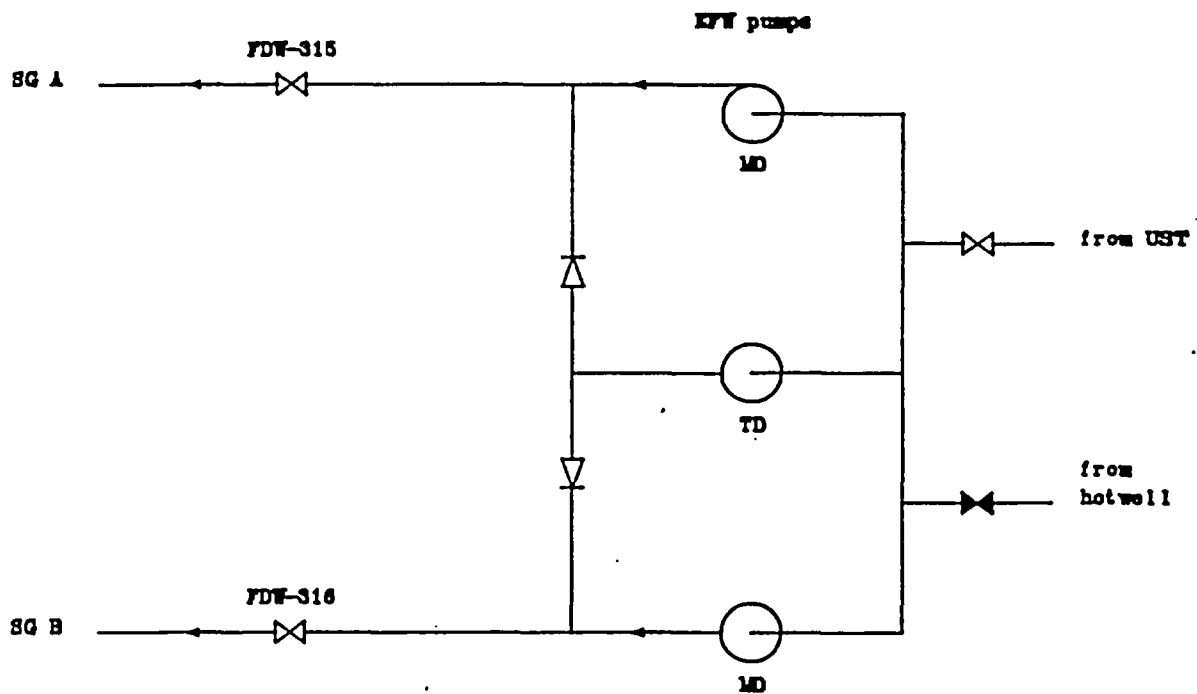 EFW pumps
FDW-315
SG A
MD
from UST
TD
from
hotwell
FDW-316
SG B
MD